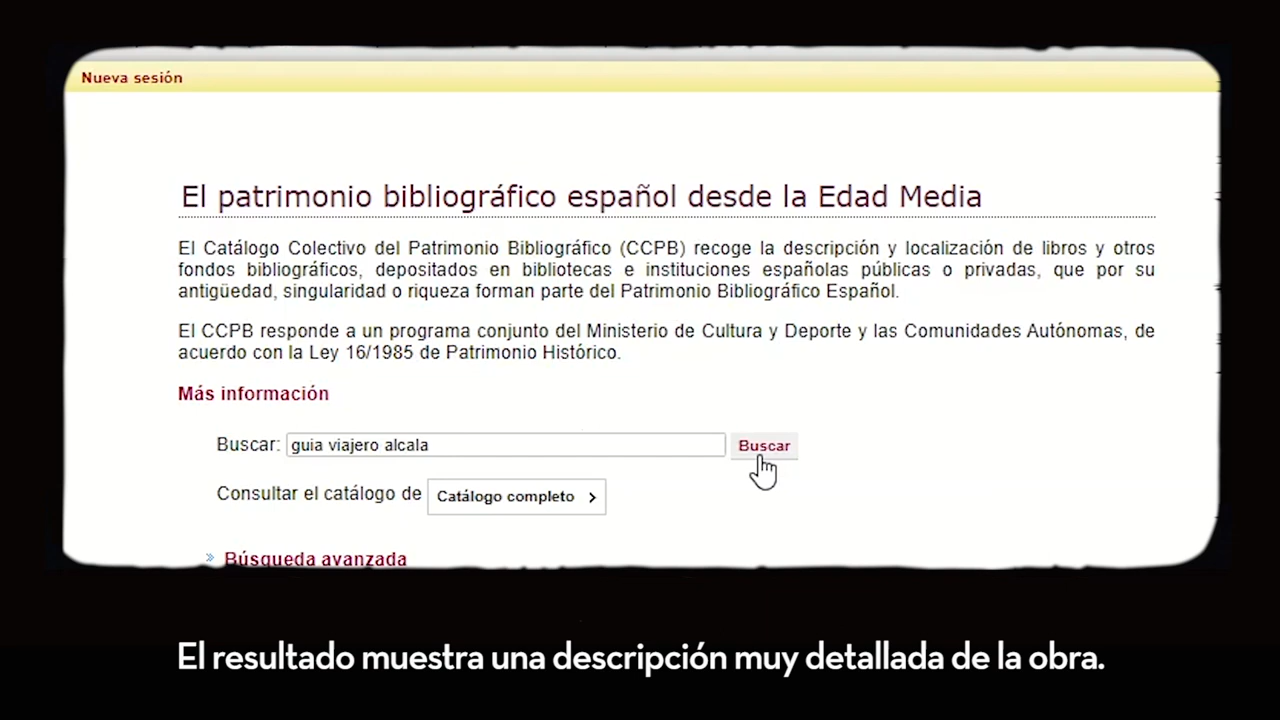 Nueva sesión
El patrimonio bibliográfico español desde la Edad Media
El Catálogo Colectivo del Patrimonio Bibliográfico (CCPB) recoge la descripción y localización de libros y otros
fondos bibliográficos, depositados en bibliotecas e instituciones españolas públicas o privadas, que por su
antigüedad, singularidad o riqueza forman parte del Patrimonio Bibliográfico Español.
El CCPB responde a un programa conjunto del Ministerio de Cultura y Deporte y las Comunidades Autónomas, de
acuerdo con la Ley 16/1985 de Patrimonio Histórico.
Más información
Buscar: guia viajero alcala Buscar
Consultar el catálogo de Catálogo completo >
» Búsqueda avanzada
El resultado muestra una descripción muy detallada de la obra.